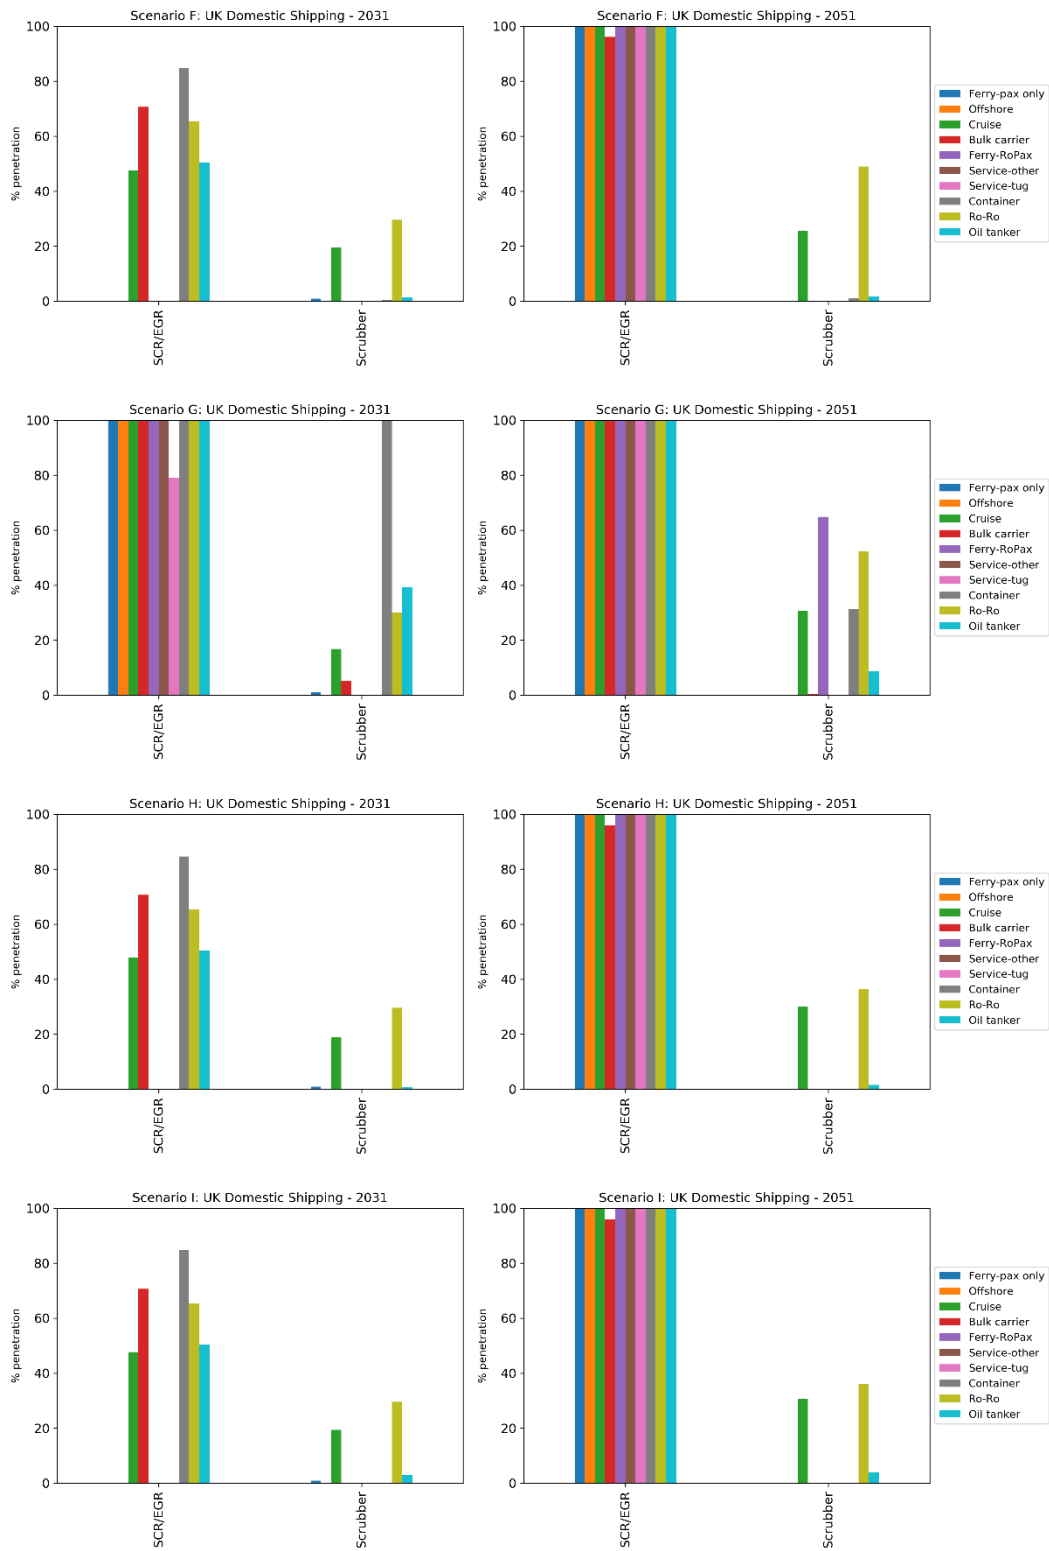 Scenario F: UK Domestic Shipping - 2031
% penetration
100
80
60
40
20
0
SCR/EGR
Scrubber
Scenario F: UK Domestic Shipping - 2051
% penetration
100
80
60
40
20
0
SCR/EGR
Scrubber
Ferry-pax only
Offshore
Cruise
Bulk carrier
Ferry-RoPax
Service-other
Service-tug
Container
Ro-Ro
Oil tanker
Scenario G: UK Domestic Shipping - 2031
% penetration
100
80
60
40
20
0
SCR/EGR
Scrubber
Scenario G: UK Domestic Shipping - 2051
% penetration
100
80
60
40
20
0
SCR/EGR
Scrubber
Ferry-pax only
Offshore
Cruise
Bulk carrier
Ferry-RoPax
Service-other
Service-tug
Container
Ro-Ro
Oil tanker
Scenario H: UK Domestic Shipping - 2031
% penetration
100
80
60
40
20
0
SCR/EGR
Scrubber
Scenario H: UK Domestic Shipping - 2051
% penetration
100
80
60
40
20
0
SCR/EGR
Scrubber
Ferry-pax only
Offshore
Cruise
Bulk carrier
Ferry-RoPax
Service-other
Service-tug
Container
Ro-Ro
Oil tanker
Scenario I: UK Domestic Shipping - 2031
% penetration
100
80
60
40
20
0
SCR/EGR
Scrubber
Scenario I: UK Domestic Shipping - 2051
% penetration
100
80
60
40
20
0
SCR/EGR
Scrubber
Ferry-pax only
Offshore
Cruise
Bulk carrier
Ferry-RoPax
Service-other
Service-tug
Container
Ro-Ro
Oil tanker